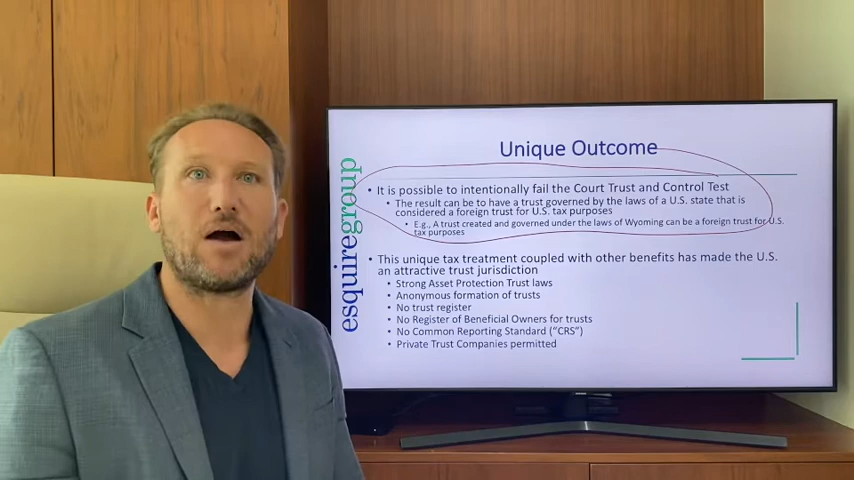 Unique Outcome
esquiregroup
• It is possible to intentionally fail the Court Trust and Control Test
• The result can be to have a trust governed by the laws of a U.S. state that is
considered a foreign trust for U.S. tax purposes
• E.g., A trust created and governed under the laws of Wyoming can be a foreign trust for U.S.
tax purposes
• This unique tax treatment coupled with other benefits has made the U.S.
an attractive trust jurisdiction
• Strong Asset Protection Trust laws
• Anonymous formation of trusts
• No trust register
• No Register of Beneficial Owners for trusts
• No Common Reporting Standard ("CRS")
• Private Trust Companies permitted